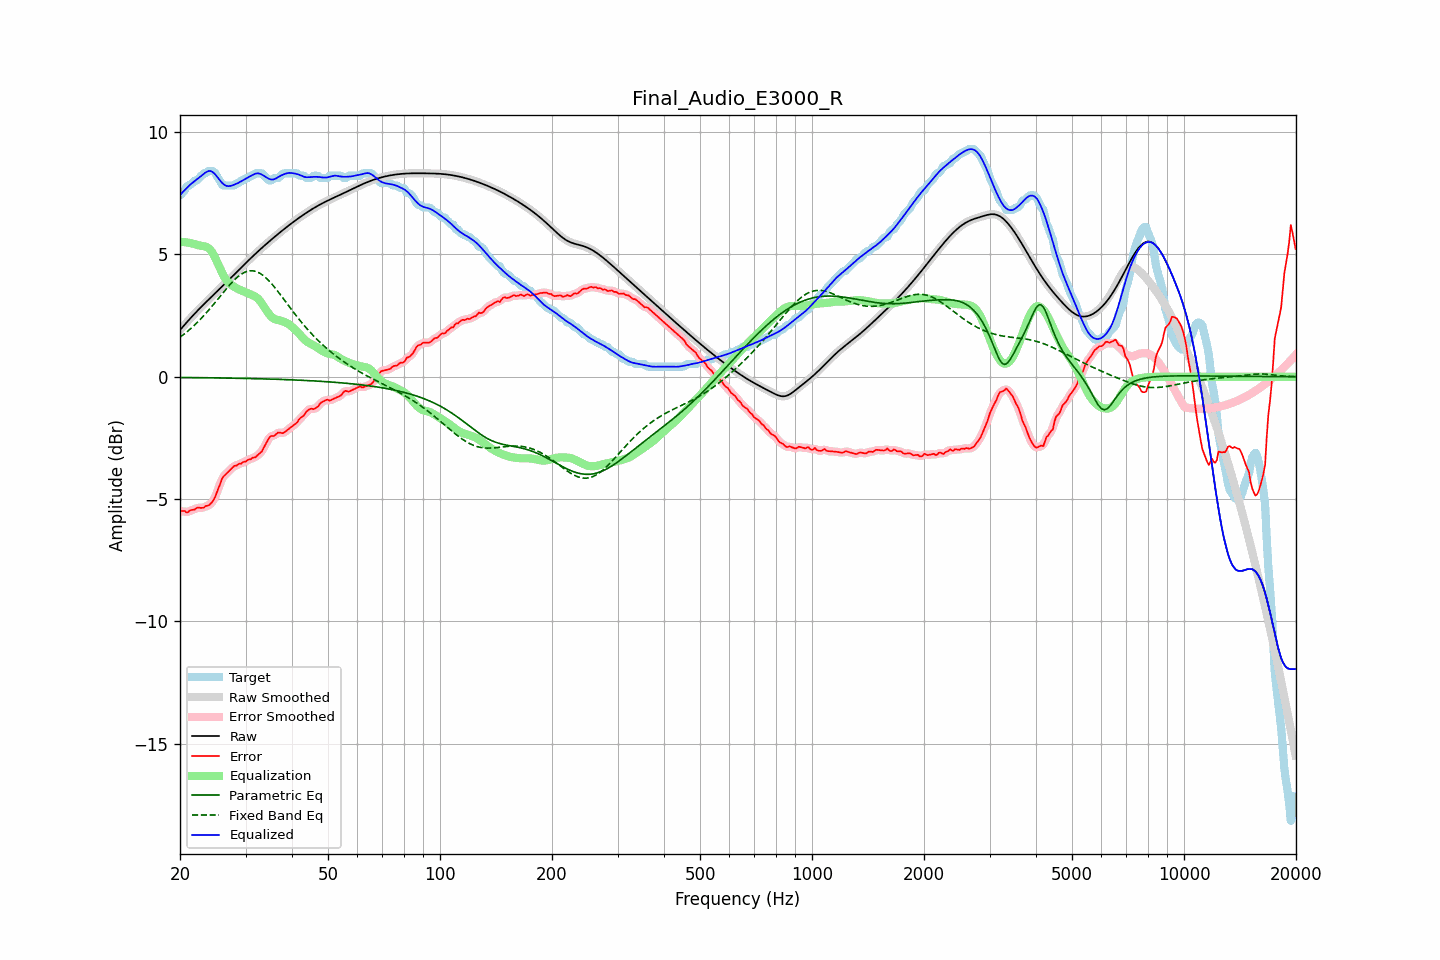 Final_Audio_E3000_R
10
5
0
−5
−10
−15
Amplitude (dBr)
Target
Raw Smoothed
Error Smoothed
Raw
Error
Equalization
Parametric Eq
Fixed Band Eq
Equalized
20 50 100 200 500 1000 2000 5000 10000 20000
Frequency (Hz)